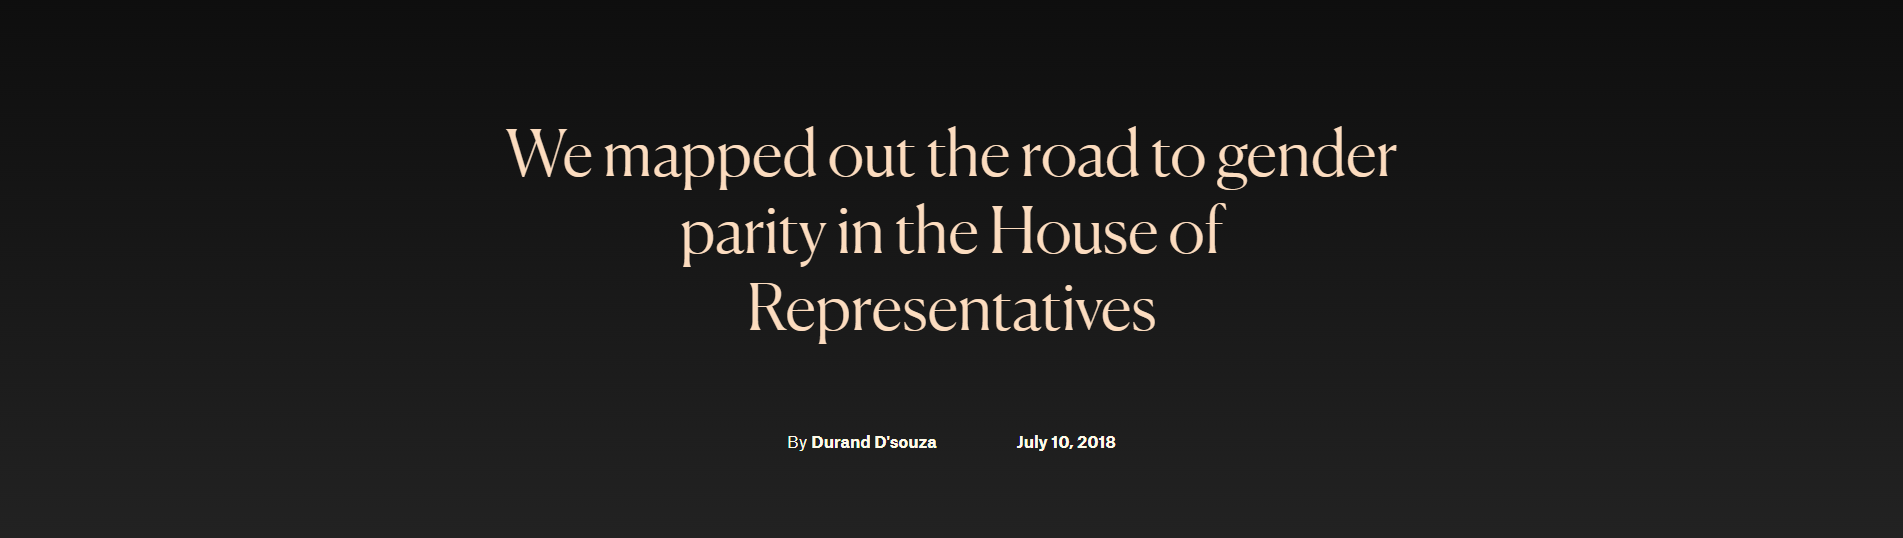 We mapped out the road to gender
parity in the House of
Representatives
By Durand D'souza
July 10, 2018